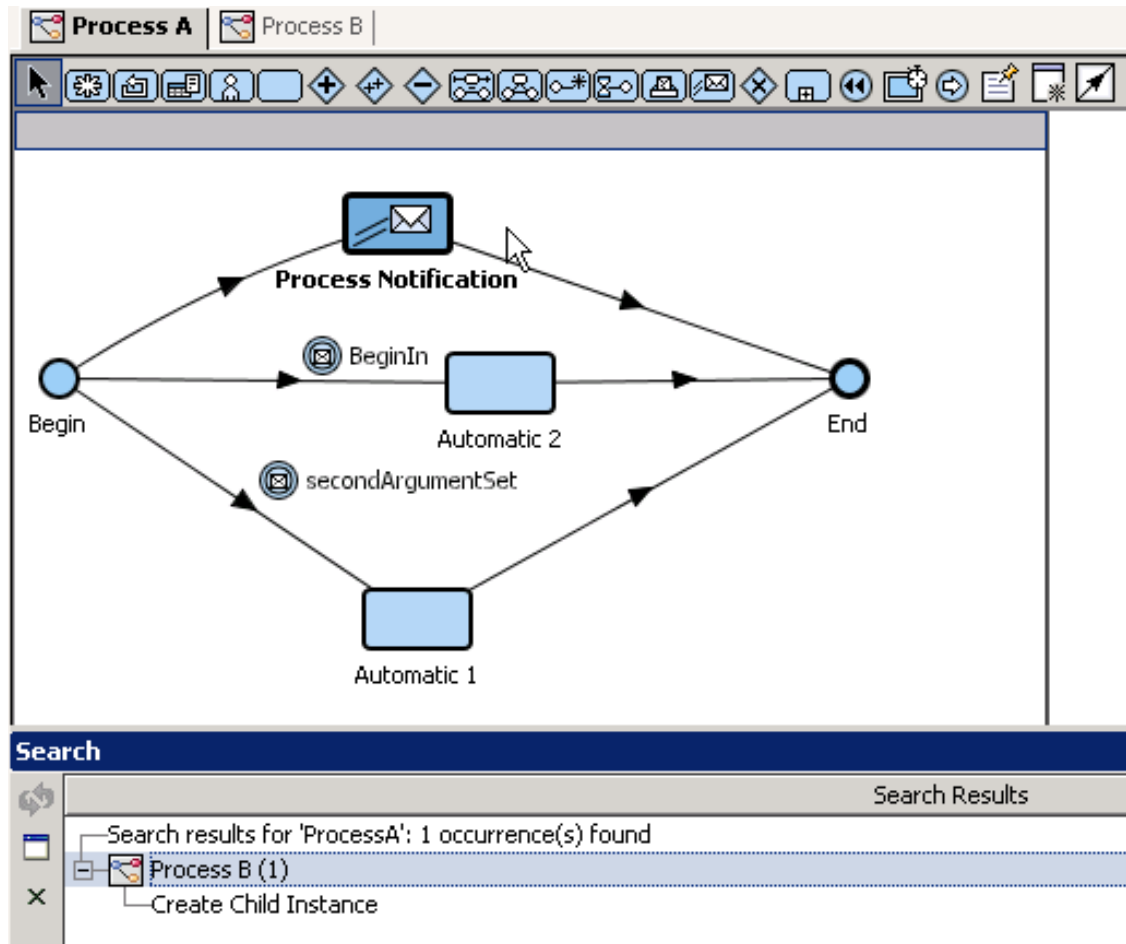 Process A Process B
Process Notification
BeginIn
Begin
Automatic 2
End
secondArgumentSet
Automatic 1
Search
Search Results
Search results for 'ProcessA': 1 occurrence(s) found
Process B (1)
Create Child Instance